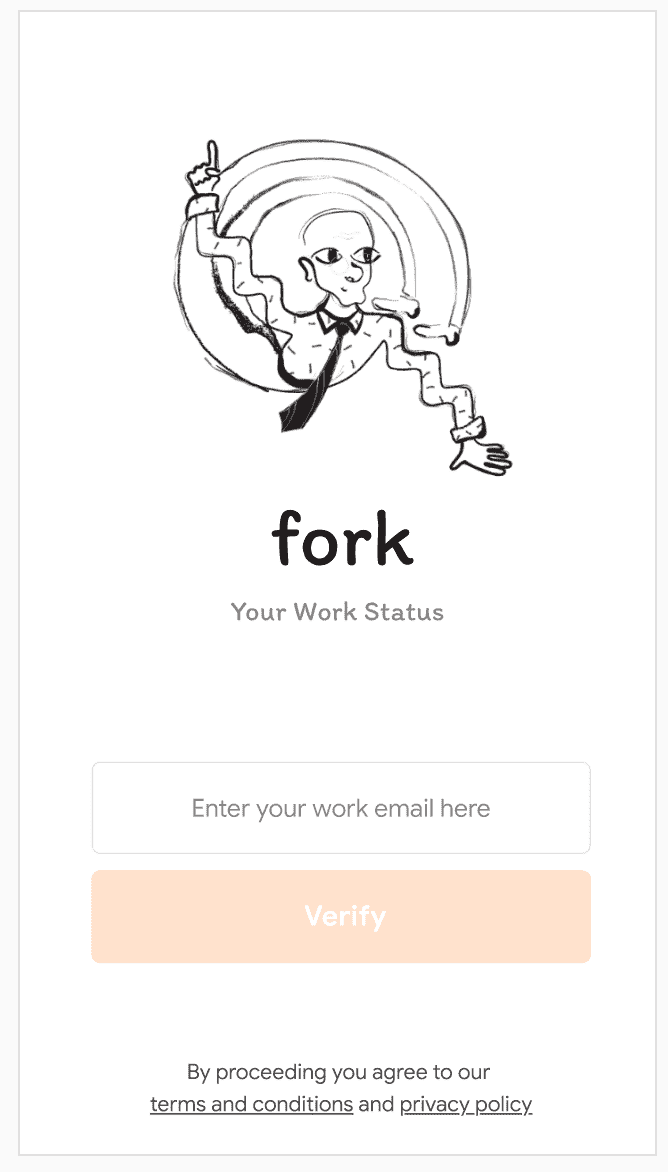 fork
Your Work Status
Enter your work email here
Verify
By proceeding you agree to our
terms and conditions and privacy policy